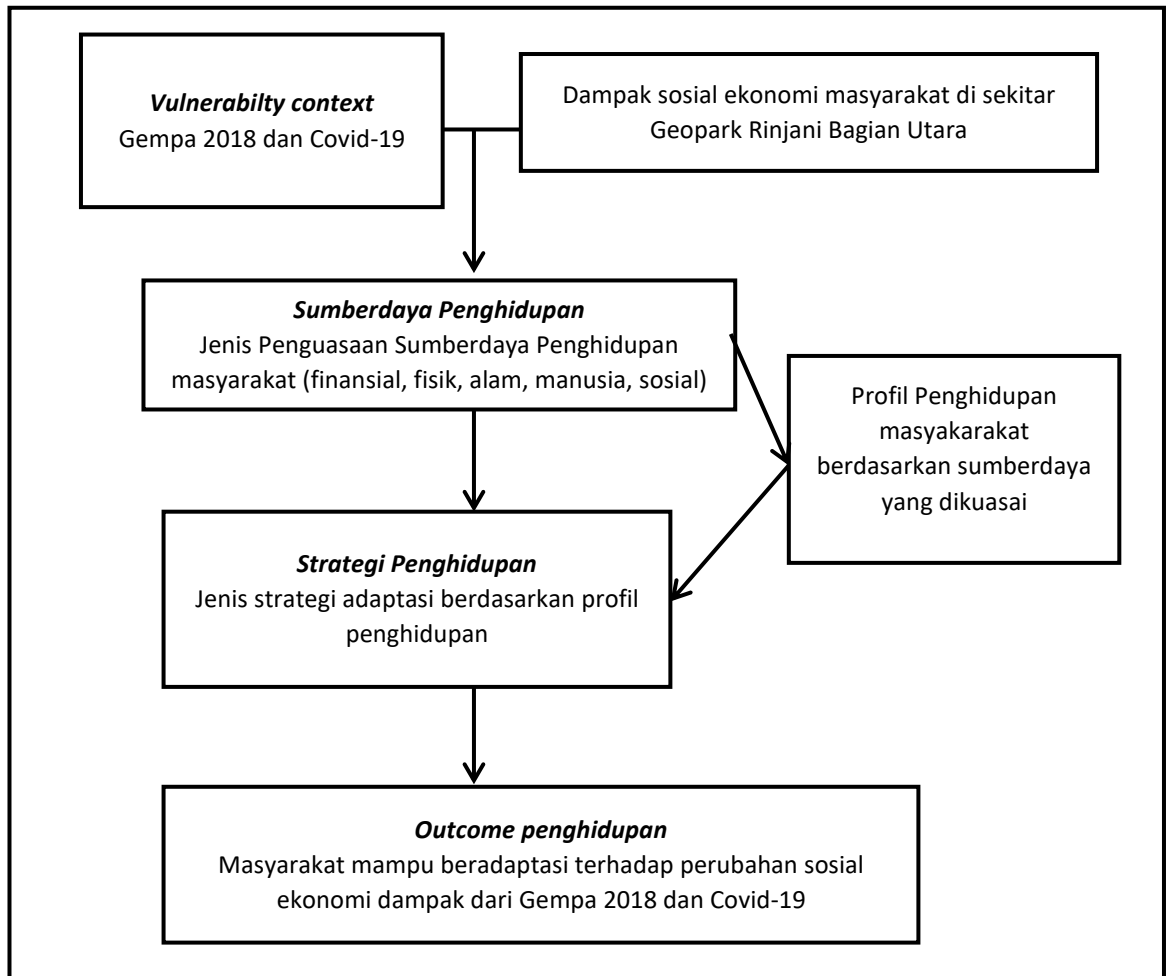 Vulnerabilty context
Gempa 2018 dan Covid-19
Dampak sosial ekonomi masyarakat di sekitar
Geopark Rinjani Bagian Utara
Sumberdaya Penghidupan
Jenis Penguasaan Sumberdaya Penghidupan
masyarakat (finansial, fisik, alam, manusia, sosial)
Profil Penghidupan
masyakarakat
berdasarkan sumberdaya
yang dikuasai
Strategi Penghidupan
Jenis strategi adaptasi berdasarkan profil
penghidupan
Outcome penghidupan
Masyarakat mampu beradaptasi terhadap perubahan sosial
ekonomi dampak dari Gempa 2018 dan Covid-19